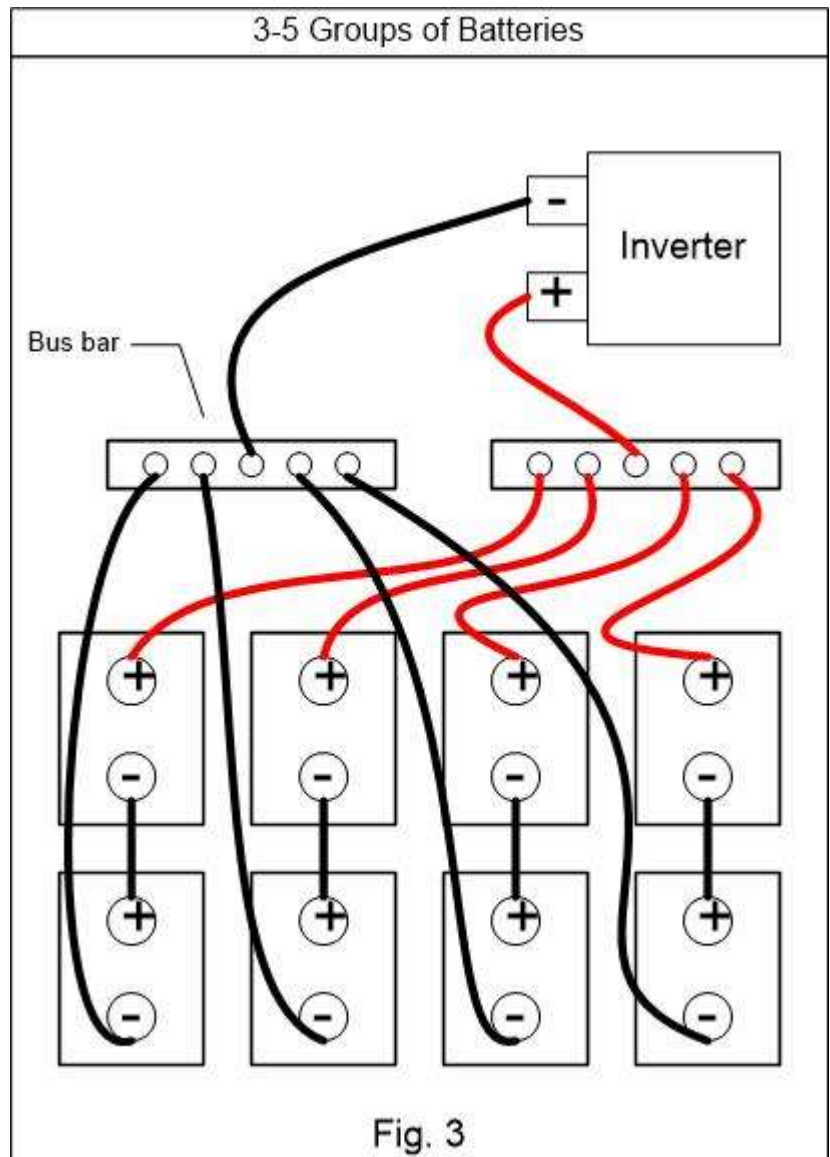 3-5 Groups of Batteries
-
Inverter
+
Bus bar
+ + + +
- - - -
+ + + +
- - - -
Fig. 3